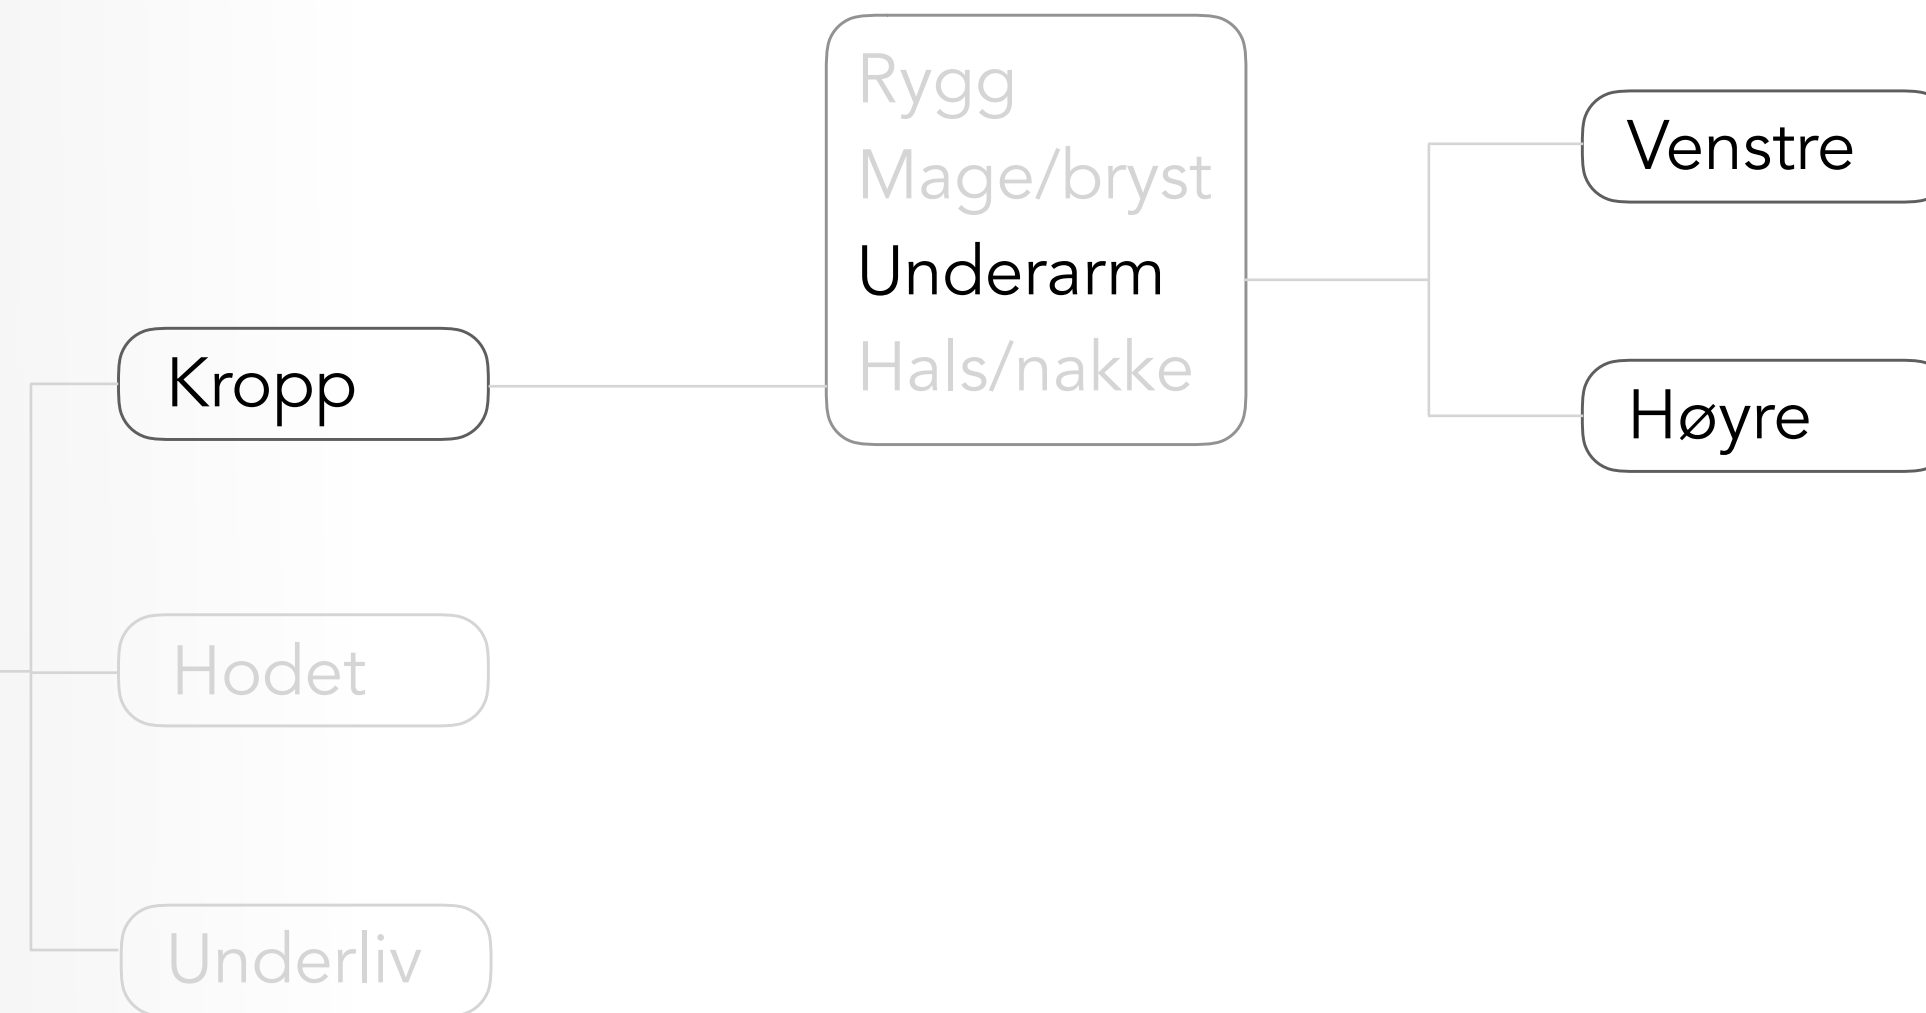 Kropp
Hodet
Underliv
Rygg
Mage/bryst
Underarm
Hals/nakke
Venstre
Høyre